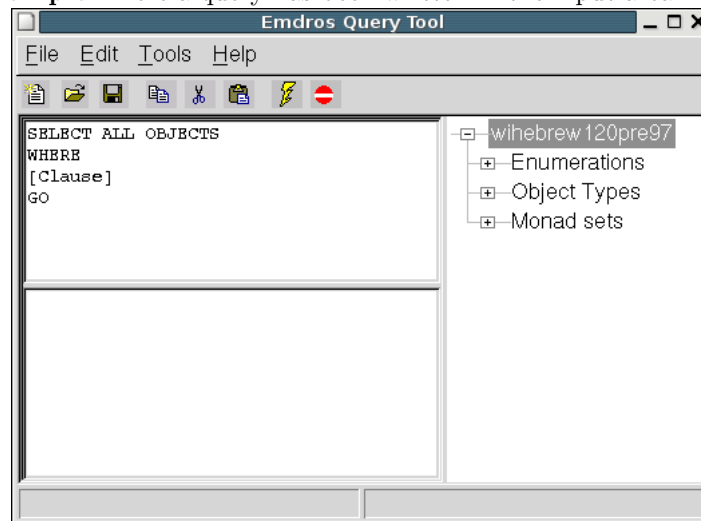 Emdros Query Tool
File Edit Tools Help
SELECT ALL OBJECTS
WHERE
[Clause]
GO
wihebrew120pre97
Enumerations
Object Types
Monad sets